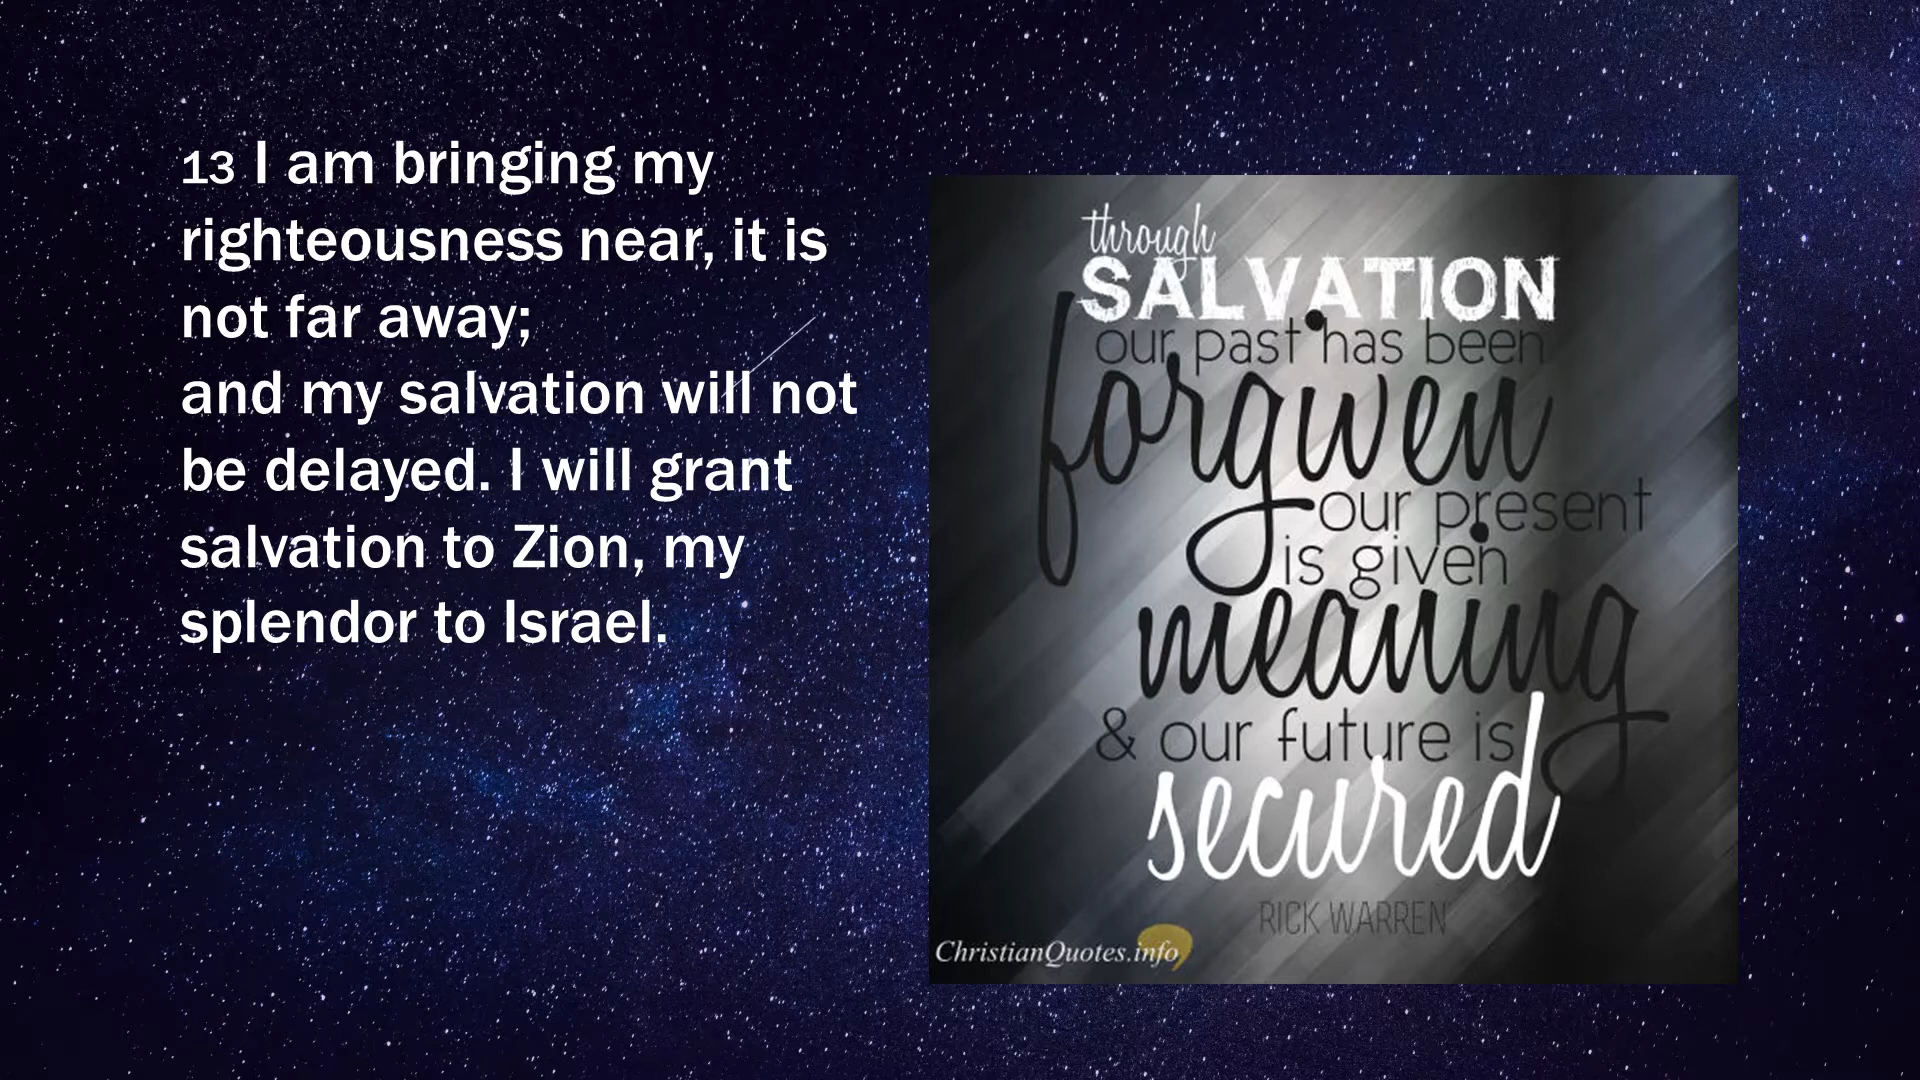 13 I am bringing my
righteousness near, it is
not far away;
and my salvation will not
be delayed. I will grant
salvation to Zion, my
splendor to Israel.
through
SALVATION
our past has been
forgiven
our present
is given
meaning
& our future is
secured
RICK WARREN
ChristianQuotes.info